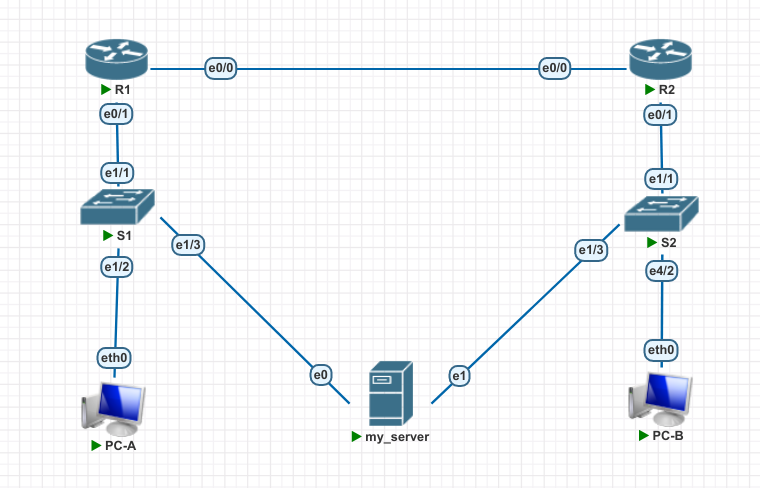 e0/0
e0/0
R1
R2
e0/1
e0/1
e1/1
e1/1
S1
S2
e1/3
e1/3
e1/2
e4/2
eth0
eth0
e0
e1
my_server
PC-A
PC-B